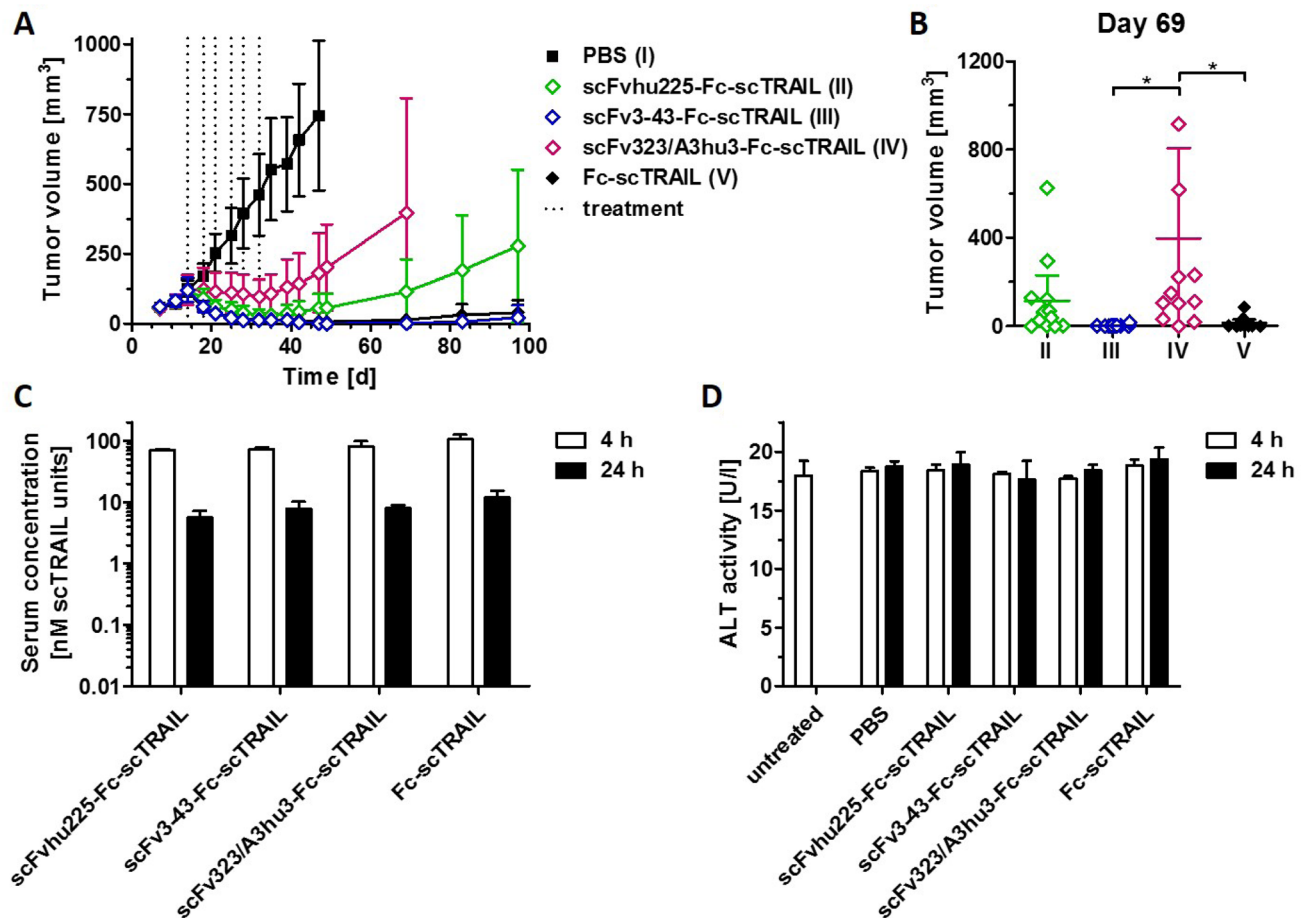 A
Tumor volume [mm³]
1000
750
500
250
0
0 20 40 60 80 100
Time [d]
PBS (I)
scFvhu225-Fc-scTRAIL (II)
scFv3-43-Fc-scTRAIL (III)
scFv323/A3hu3-Fc-scTRAIL (IV)
Fc-scTRAIL (V)
treatment
B
Day 69
Tumor volume [mm³]
1200
800
400
0
* *
II III IV V
C
Serum concentration
[nM scTRAIL units]
100
10
1
0.1
0.01
4 h
24 h
scFvhu225-Fc-scTRAIL
scFv3-43-Fc-scTRAIL
scFv323/A3hu3-Fc-scTRAIL
Fc-scTRAIL
D
ALT activity [U/l]
20
15
10
5
0
4 h
24 h
untreated
PBS
scFvhu225-Fc-scTRAIL
scFv3-43-Fc-scTRAIL
scFv323/A3hu3-Fc-scTRAIL
Fc-scTRAIL